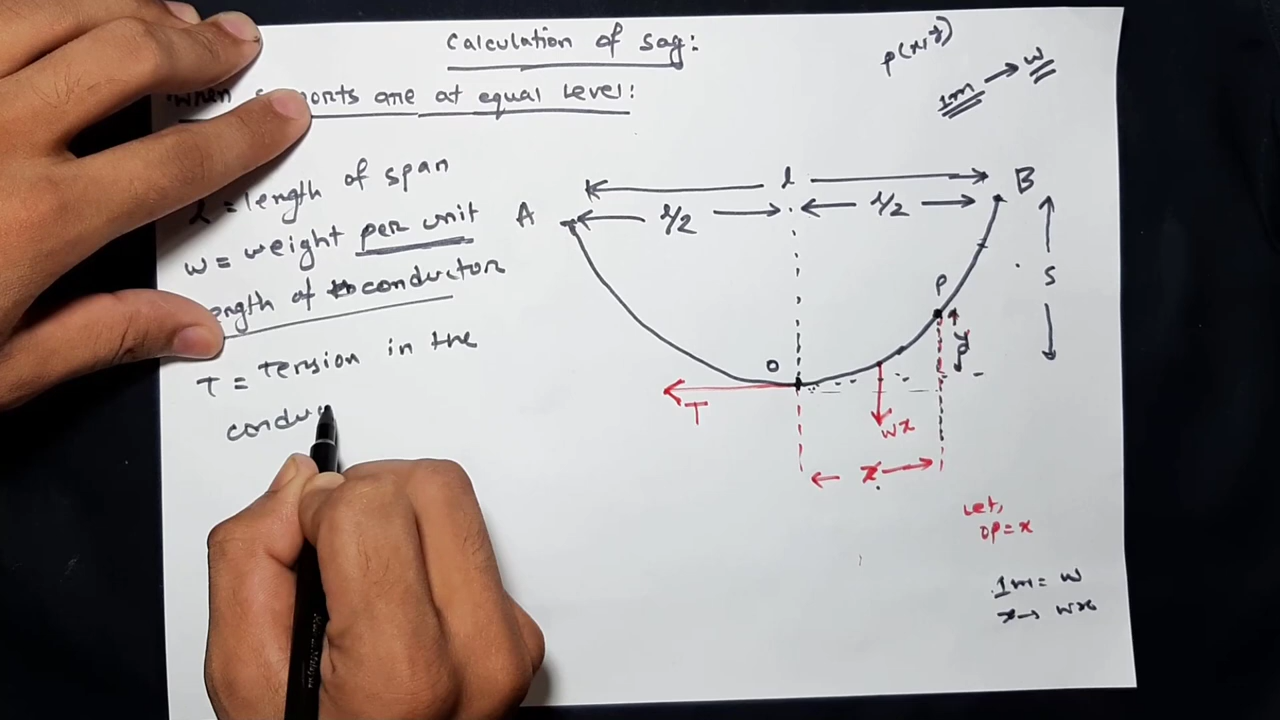 Calculation of sag:
P(x,y)
1m → w
are at equal level:
l = length of span
w = weight per unit
length of conductor
T = tension in the
condu
l
B
A
l/2
l/2
S
P
y
O
T
wx
x
Let,
OP = x
1m = w
x → wx